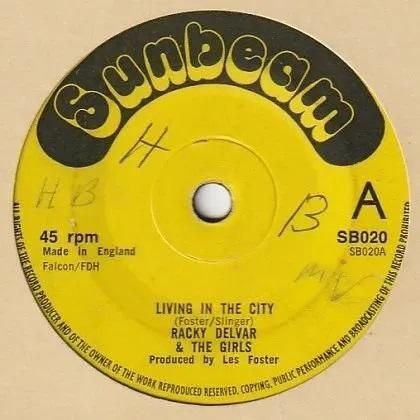 Sunbeam
H
H B
B
A
45 rpm
Made in England
Falcon/FDH
SB020
SB020A
LIVING IN THE CITY
(Foster/Slinger)
RACKY DELVAR
& THE GIRLS
Produced by Les Foster
ALL RIGHTS OF THE RECORD PRODUCER AND OF THE OWNER OF THE WORK REPRODUCED RESERVED. COPYING, PUBLIC PERFORMANCE AND BROADCASTING OF THIS RECORD PROHIBITED